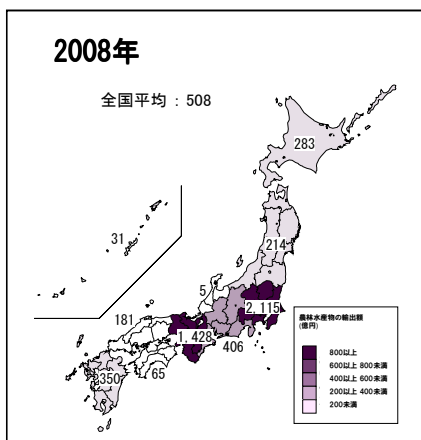 2008年
全国平均 : 508
283
31
214
5
2,115
181
1,428
406
350
65
農林水産物の輸出額
(億円)
800以上
600以上 800未満
400以上 600未満
200以上 400未満
200未満